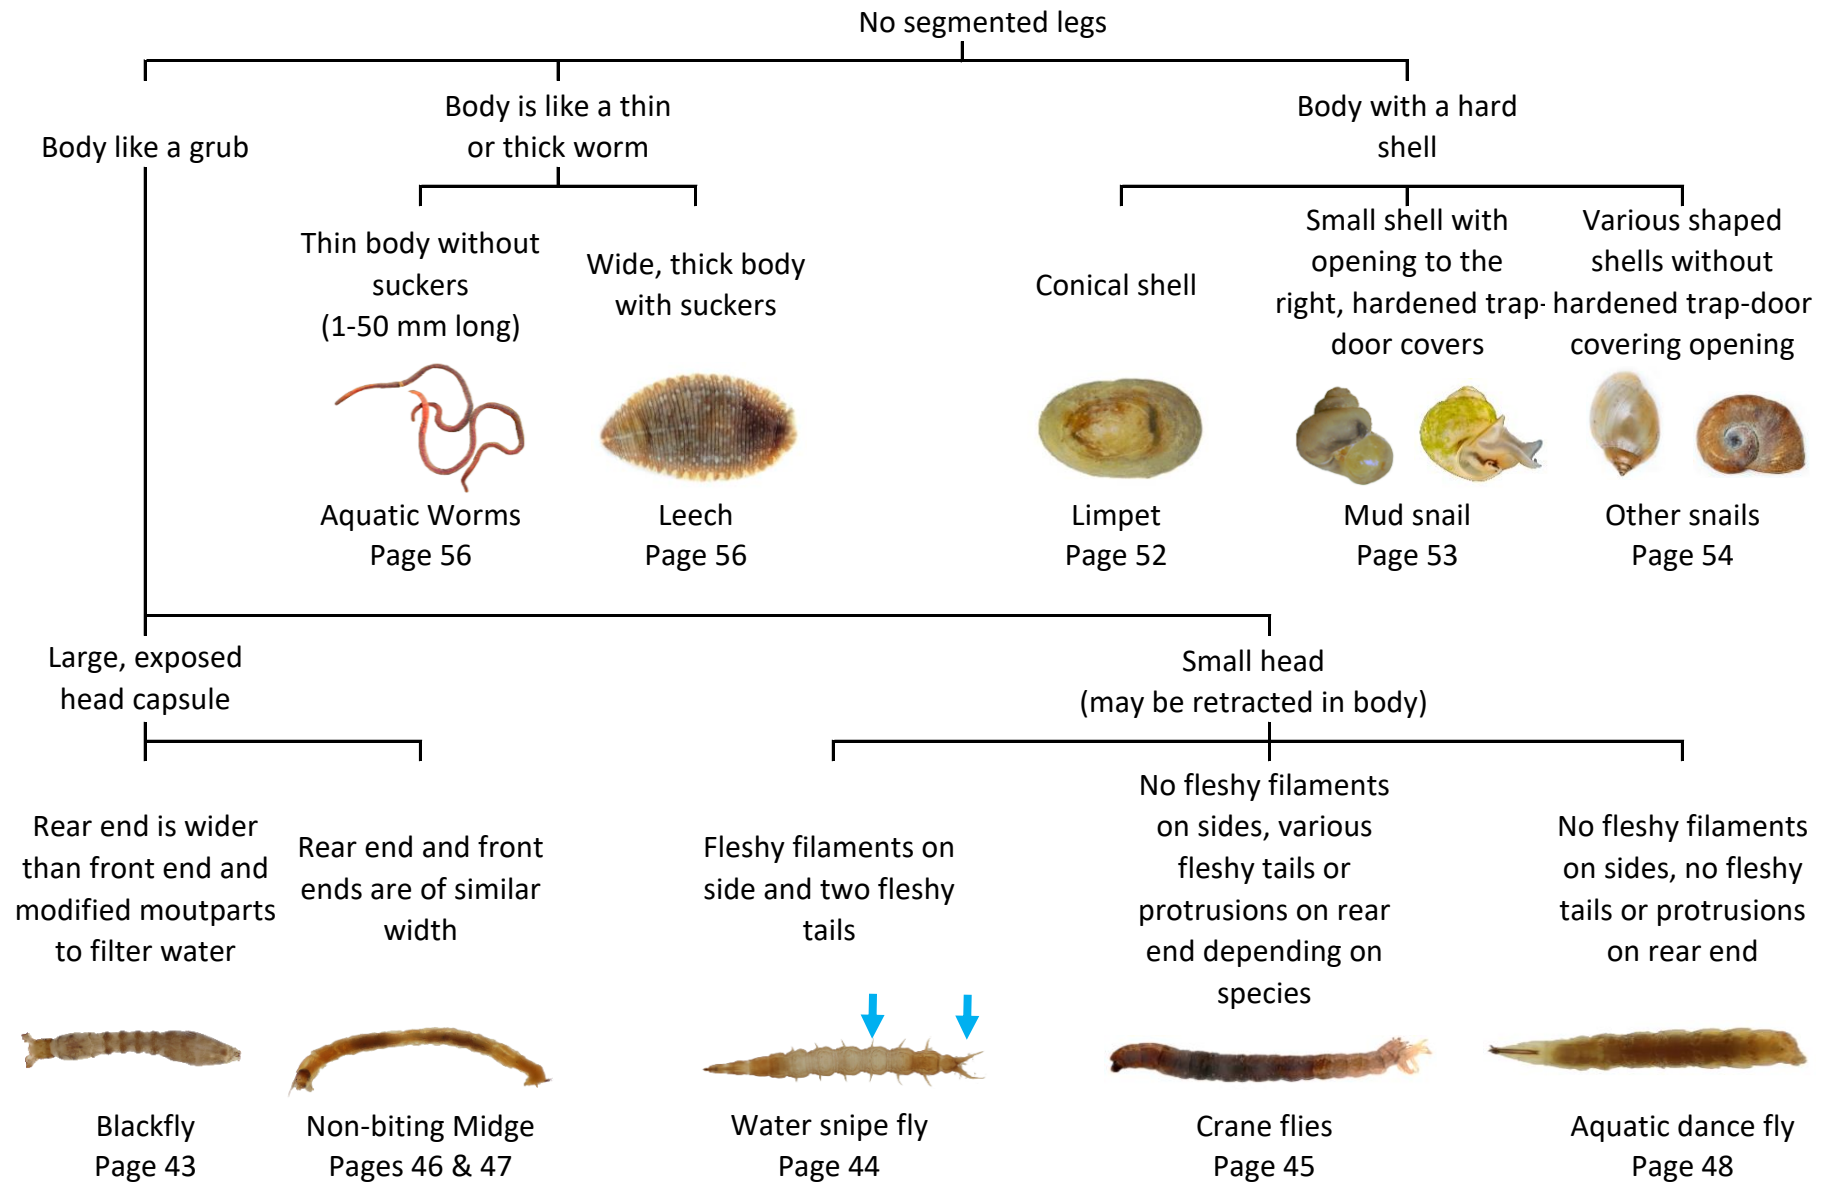 No segmented legs
Body like a grub
Body is like a thin
or thick worm
Body with a hard
shell
Thin body without
suckers
(1-50 mm long)
Wide, thick body
with suckers
Conical shell
Small shell with
opening to the
right, hardened trap-
door covers
Various shaped
shells without
hardened trap-door
covering opening
Aquatic Worms
Page 56
Leech
Page 56
Limpet
Page 52
Mud snail
Page 53
Other snails
Page 54
Large, exposed
head capsule
Small head
(may be retracted in body)
Rear end is wider
than front end and
modified moutparts
to filter water
Rear end and front
ends are of similar
width
Fleshy filaments on
side and two fleshy
tails
No fleshy filaments
on sides, various
fleshy tails or
protrusions on rear
end depending on
species
No fleshy filaments
on sides, no fleshy
tails or protrusions
on rear end
Blackfly
Page 43
Non-biting Midge
Pages 46 & 47
Water snipe fly
Page 44
Crane flies
Page 45
Aquatic dance fly
Page 48